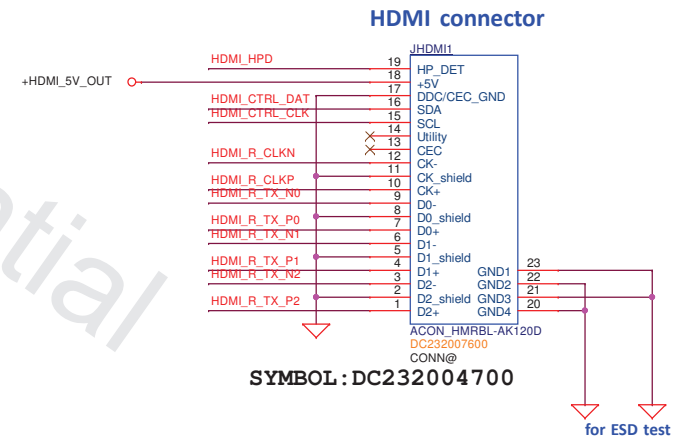 HDMI connector
JHDMI1
HDMI_HPD 19 HP_DET
+HDMI_5V_OUT 18 +5V
17 DDC/CEC_GND
HDMI_CTRL_DAT 16 SDA
HDMI_CTRL_CLK 15 SCL
14 Utility
13 CEC
HDMI_R_CLKN 12 CK-
11 CK_shield
HDMI_R_CLKP 10 CK+
HDMI_R_TX_N0 9 D0-
8 D0_shield
HDMI_R_TX_P0 7 D0+
HDMI_R_TX_N1 6 D1-
5 D1_shield
HDMI_R_TX_P1 4 D1+ GND1 23
HDMI_R_TX_N2 3 D2- GND2 22
2 D2_shield GND3 21
HDMI_R_TX_P2 1 D2+ GND4 20
ACON_HMRBL-AK120D
DC232007600
CONN@
SYMBOL:DC232004700
for ESD test
tial